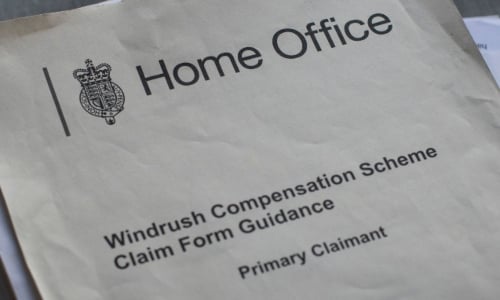 Home Office
Windrush Compensation Scheme
Claim Form Guidance
Primary Claimant